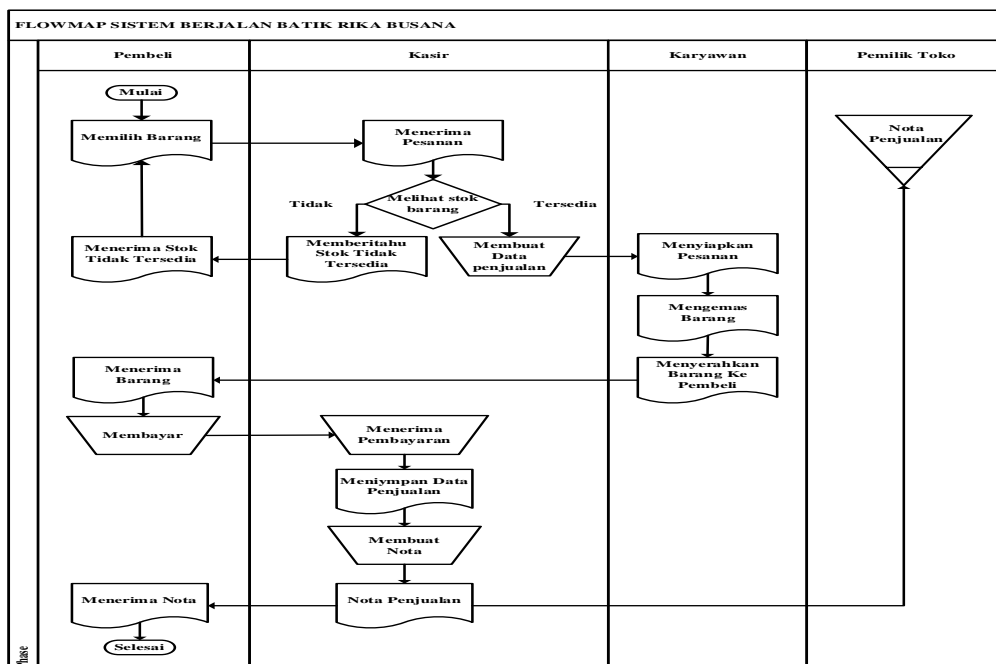 FLOWMAP SISTEM BERJALAN BATIK RIKA BUSANA
Pembeli
Kasir
Karyawan
Pemilik Toko
Mulai
Memilih Barang
Menerima
Pesanan
Nota
Penjualan
Melihat stok
barang
Tidak
Tersedia
Menerima Stok
Tidak Tersedia
Memberitahu
Stok Tidak
Tersedia
Membuat
Data
penjualan
Menyiapkan
Pesanan
Mengemas
Barang
Menerima
Barang
Menyerahkan
Barang Ke
Pembeli
Membayar
Menerima
Pembayaran
Meniympan Data
Penjualan
Membuat
Nota
Menerima Nota
Nota Penjualan
Selesai
Phase